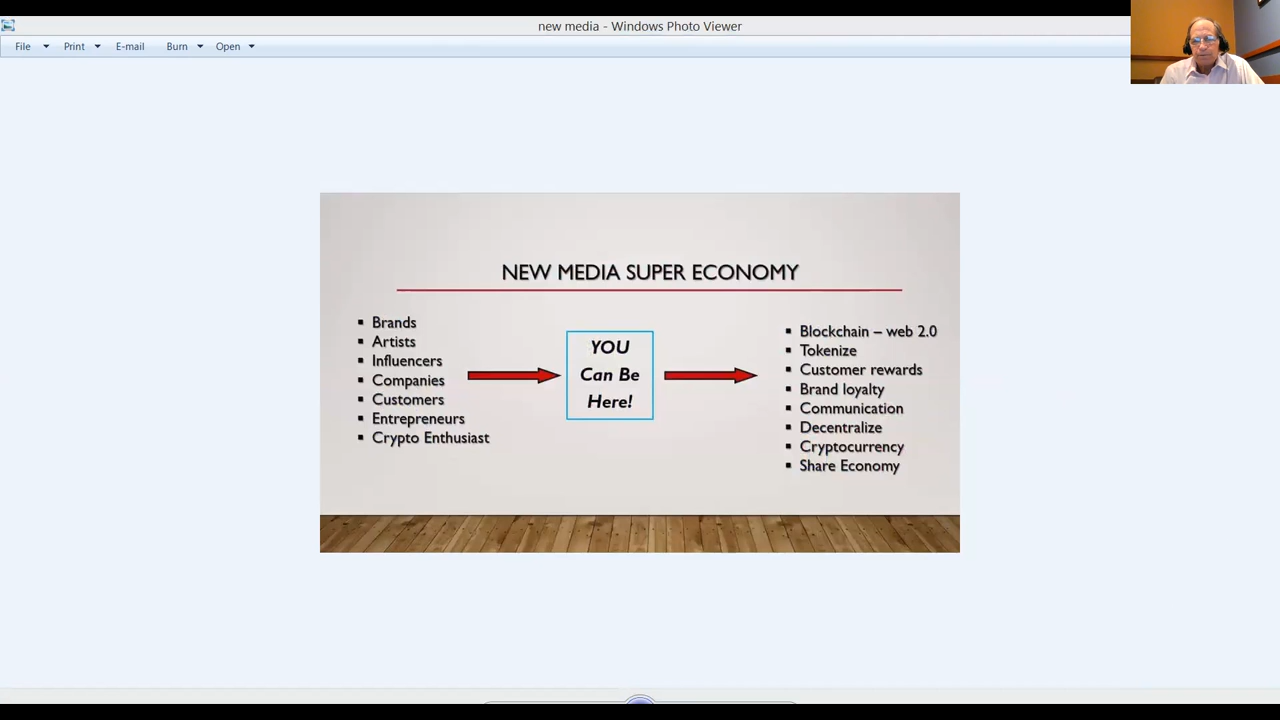 new media - Windows Photo Viewer
File Print E-mail Burn Open
NEW MEDIA SUPER ECONOMY
Brands
Artists
Influencers
Companies
Customers
Entrepreneurs
Crypto Enthusiast
YOU
Can Be
Here!
Blockchain – web 2.0
Tokenize
Customer rewards
Brand loyalty
Communication
Decentralize
Cryptocurrency
Share Economy